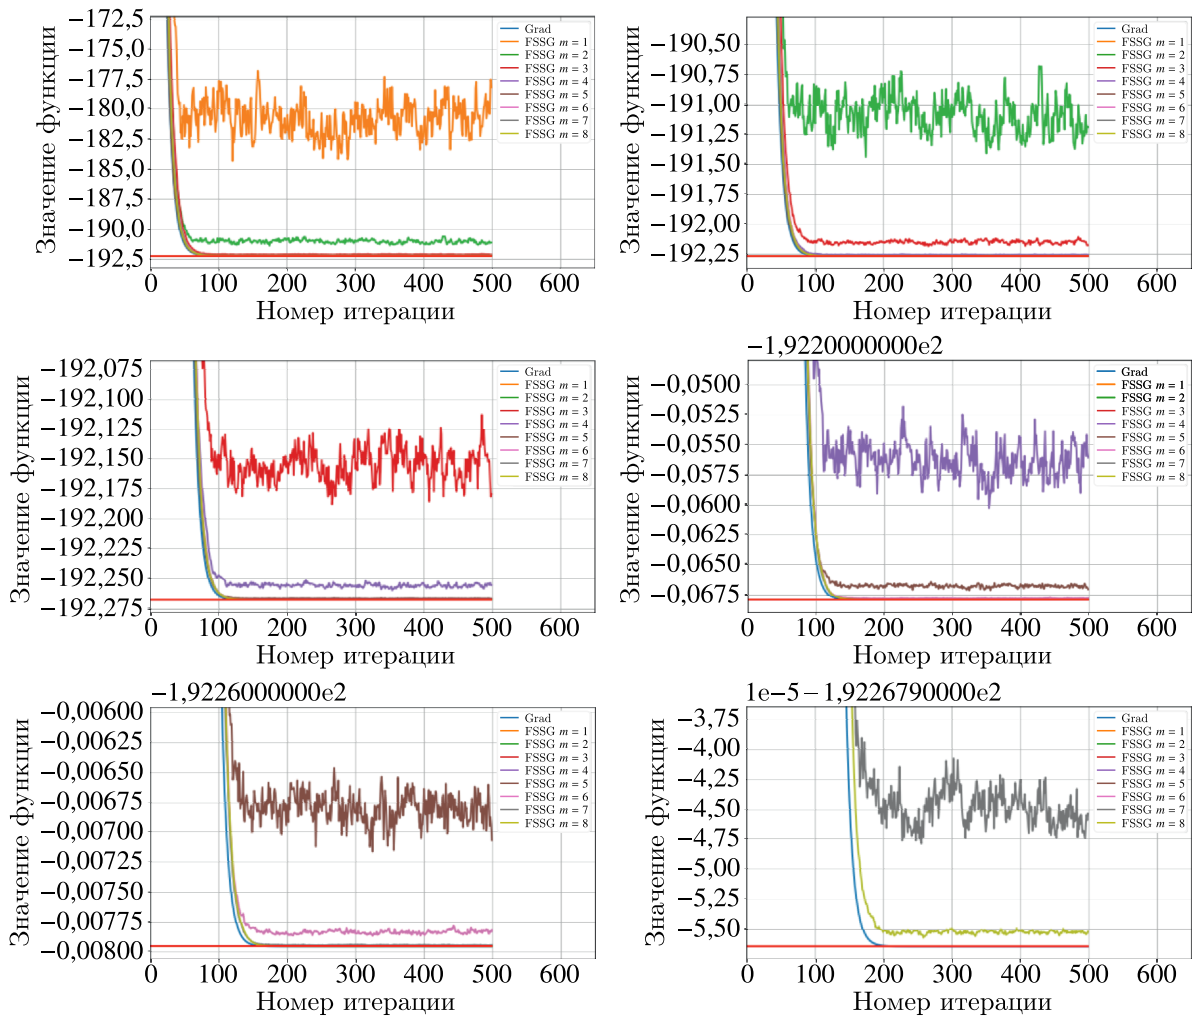 −172,5
−175,0
−177,5
−180,0
−182,5
−185,0
−187,5
−190,0
−192,5
Значение функции
0 100 200 300 400 500 600
Номер итерации
Grad
FSSG m = 1
FSSG m = 2
FSSG m = 3
FSSG m = 4
FSSG m = 5
FSSG m = 6
FSSG m = 7
FSSG m = 8
−190,50
−190,75
−191,00
−191,25
−191,50
−191,75
−192,00
−192,25
Значение функции
0 100 200 300 400 500 600
Номер итерации
Grad
FSSG m = 1
FSSG m = 2
FSSG m = 3
FSSG m = 4
FSSG m = 5
FSSG m = 6
FSSG m = 7
FSSG m = 8
−192,075
−192,100
−192,125
−192,150
−192,175
−192,200
−192,225
−192,250
−192,275
Значение функции
0 100 200 300 400 500 600
Номер итерации
Grad
FSSG m = 1
FSSG m = 2
FSSG m = 3
FSSG m = 4
FSSG m = 5
FSSG m = 6
FSSG m = 7
FSSG m = 8
−1,9220000000e2
−0,0500
−0,0525
−0,0550
−0,0575
−0,0600
−0,0625
−0,0650
−0,0675
Значение функции
0 100 200 300 400 500 600
Номер итерации
Grad
FSSG m = 1
FSSG m = 2
FSSG m = 3
FSSG m = 4
FSSG m = 5
FSSG m = 6
FSSG m = 7
FSSG m = 8
−1,9226000000e2
−0,00600
−0,00625
−0,00650
−0,00675
−0,00700
−0,00725
−0,00750
−0,00775
−0,00800
Значение функции
0 100 200 300 400 500 600
Номер итерации
Grad
FSSG m = 1
FSSG m = 2
FSSG m = 3
FSSG m = 4
FSSG m = 5
FSSG m = 6
FSSG m = 7
FSSG m = 8
1e-5−1,9226790000e2
−3,75
−4,00
−4,25
−4,50
−4,75
−5,00
−5,25
−5,50
Значение функции
0 100 200 300 400 500 600
Номер итерации
Grad
FSSG m = 1
FSSG m = 2
FSSG m = 3
FSSG m = 4
FSSG m = 5
FSSG m = 6
FSSG m = 7
FSSG m = 8